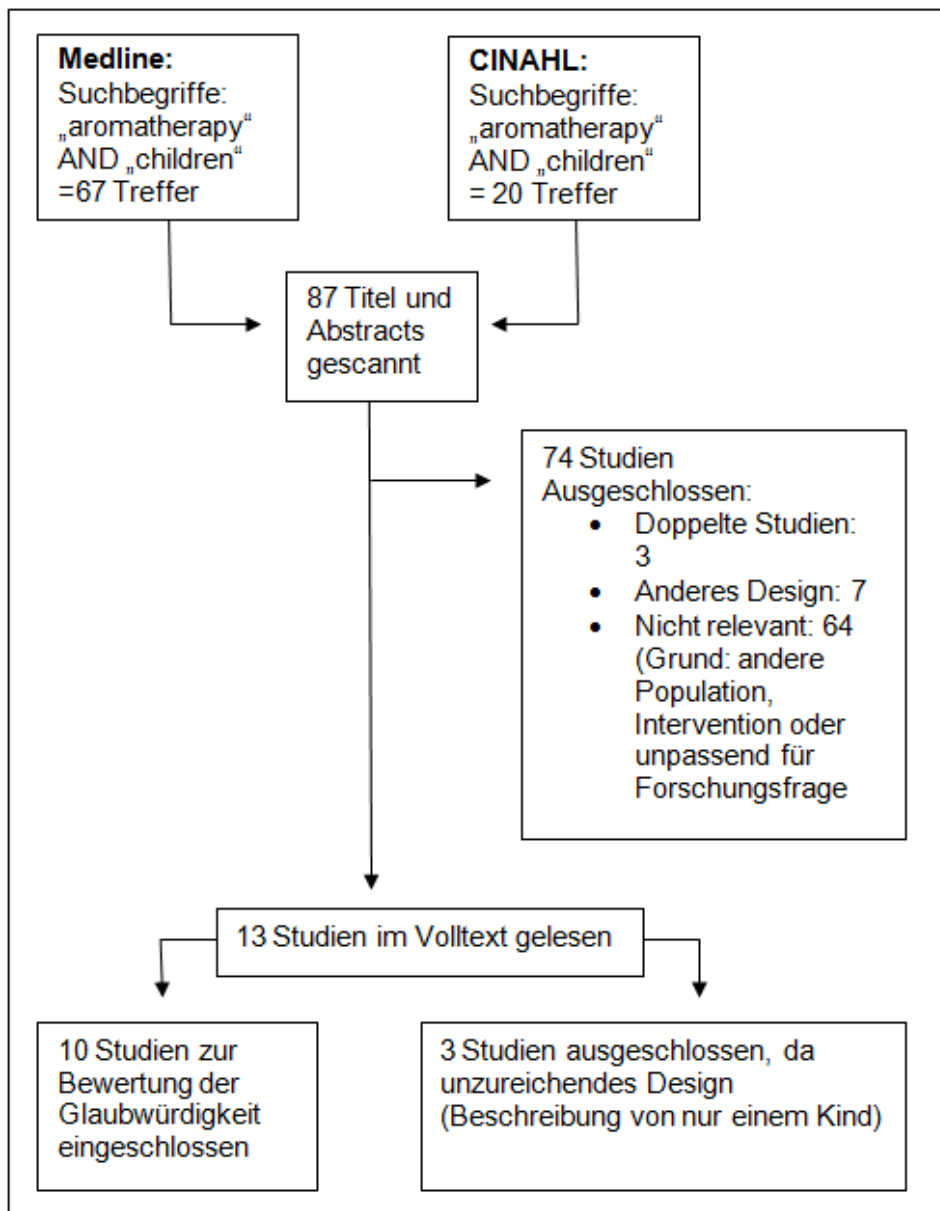 Medline:
Suchbegriffe:
„aromatherapy“
AND „children“
=67 Treffer
CINAHL:
Suchbegriffe:
„aromatherapy“
AND „children“
= 20 Treffer
87 Titel und
Abstracts
gescannt
74 Studien
Ausgeschlossen:
• Doppelte Studien:
3
• Anderes Design: 7
• Nicht relevant: 64
(Grund: andere
Population,
Intervention oder
unpassend für
Forschungsfrage
13 Studien im Volltext gelesen
10 Studien zur
Bewertung der
Glaubwürdigkeit
eingeschlossen
3 Studien ausgeschlossen, da
unzureichendes Design
(Beschreibung von nur einem Kind)